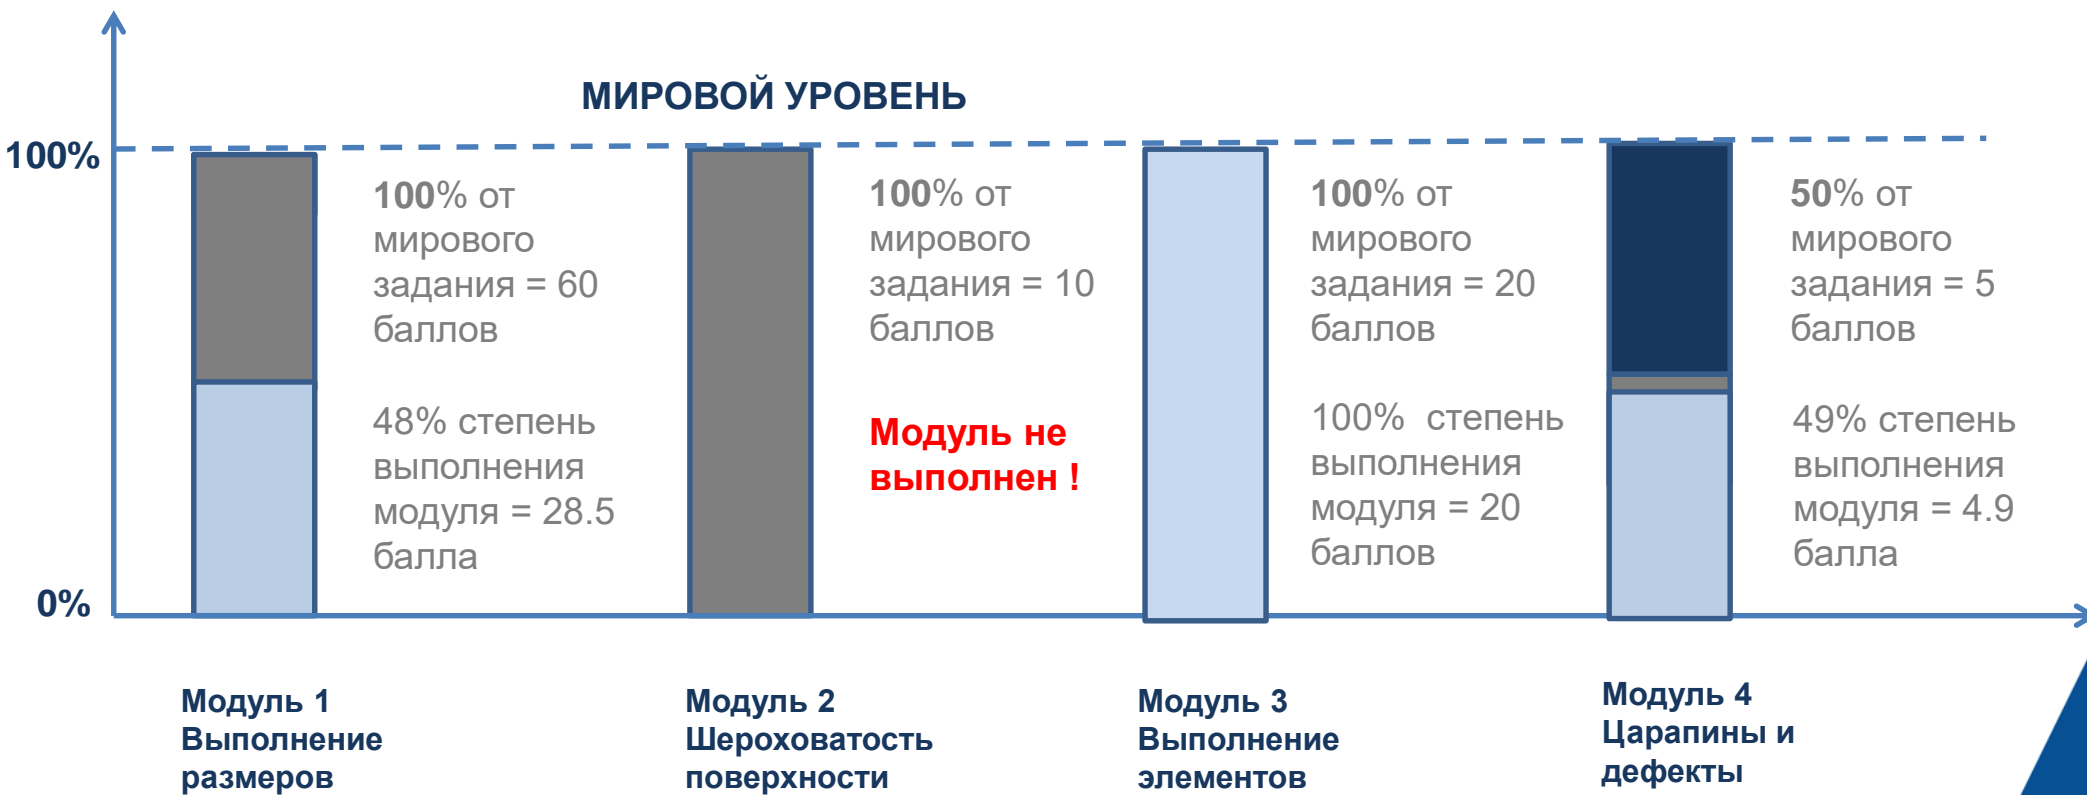 МИРОВОЙ УРОВЕНЬ
100%
0%
100% от
мирового
задания = 60
баллов
48% степень
выполнения
модуля = 28.5
балла
100% от
мирового
задания = 10
баллов
Модуль не
выполнен !
100% от
мирового
задания = 20
баллов
100% степень
выполнения
модуля = 20
баллов
50% от
мирового
задания = 5
баллов
49% степень
выполнения
модуля = 4.9
балла
Модуль 1
Выполнение
размеров
Модуль 2
Шероховатость
поверхности
Модуль 3
Выполнение
элементов
Модуль 4
Царапины и
дефекты